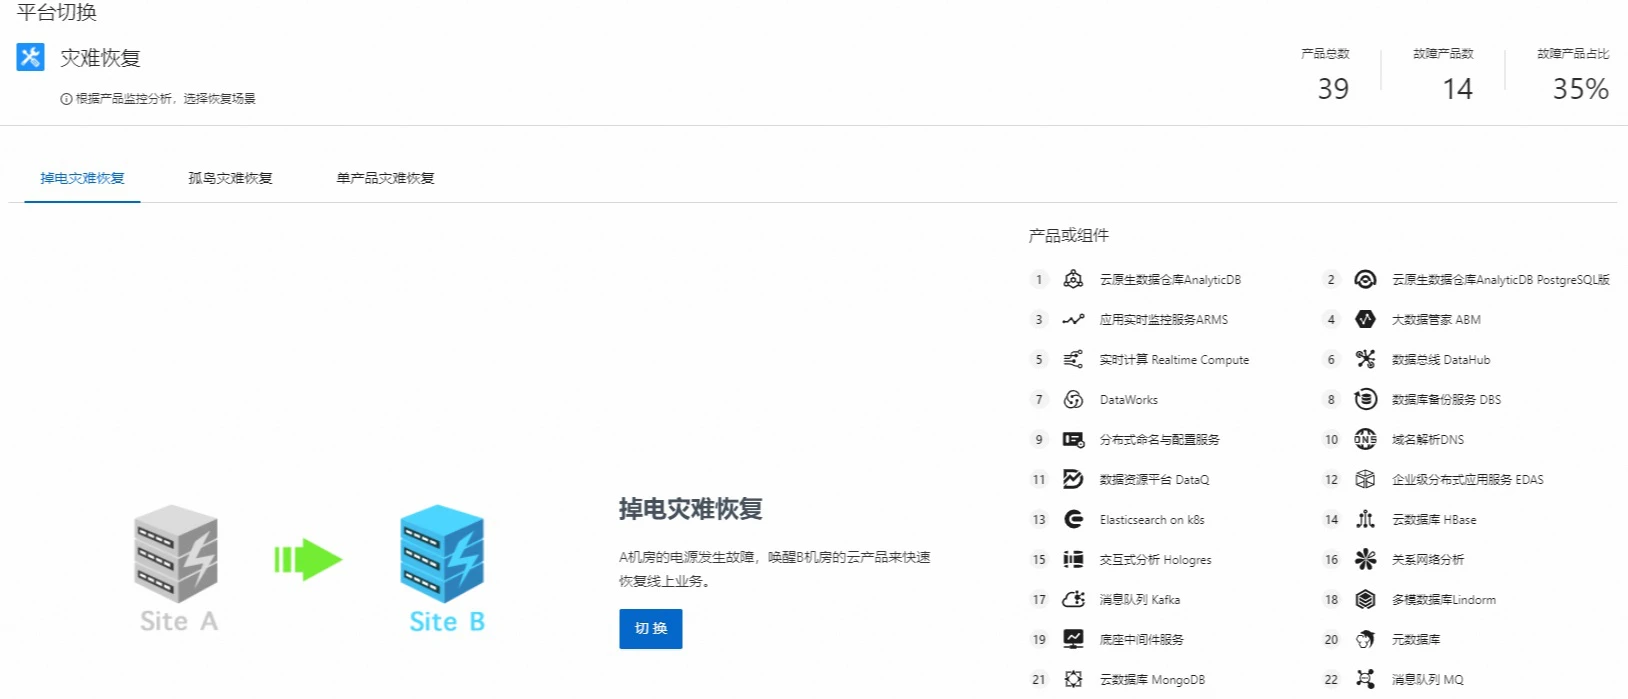 平台切换
灾难恢复
根据产品监控分析，选择恢复场景
产品总数
39
故障产品数
14
故障产品占比
35%
掉电灾难恢复
孤岛灾难恢复
单产品灾难恢复
Site A
Site B
掉电灾难恢复
A机房的电源发生故障，唤醒B机房的云产品来快速
恢复线上业务。
切换
产品或组件
1 云原生数据仓库AnalyticDB
2 云原生数据仓库AnalyticDB PostgreSQL版
3 应用实时监控服务ARMS
4 大数据管家 ABM
5 实时计算 Realtime Compute
6 数据总线 DataHub
7 DataWorks
8 数据库备份服务 DBS
9 分布式命名与配置服务
10 DNS 域名解析DNS
11 数据资源平台 DataQ
12 企业级分布式应用服务 EDAS
13 Elasticsearch on k8s
14 云数据库 HBase
15 交互式分析 Hologres
16 关系网络分析
17 消息队列 Kafka
18 多模数据库Lindorm
19 底座中间件服务
20 元数据库
21 云数据库 MongoDB
22 消息队列 MQ